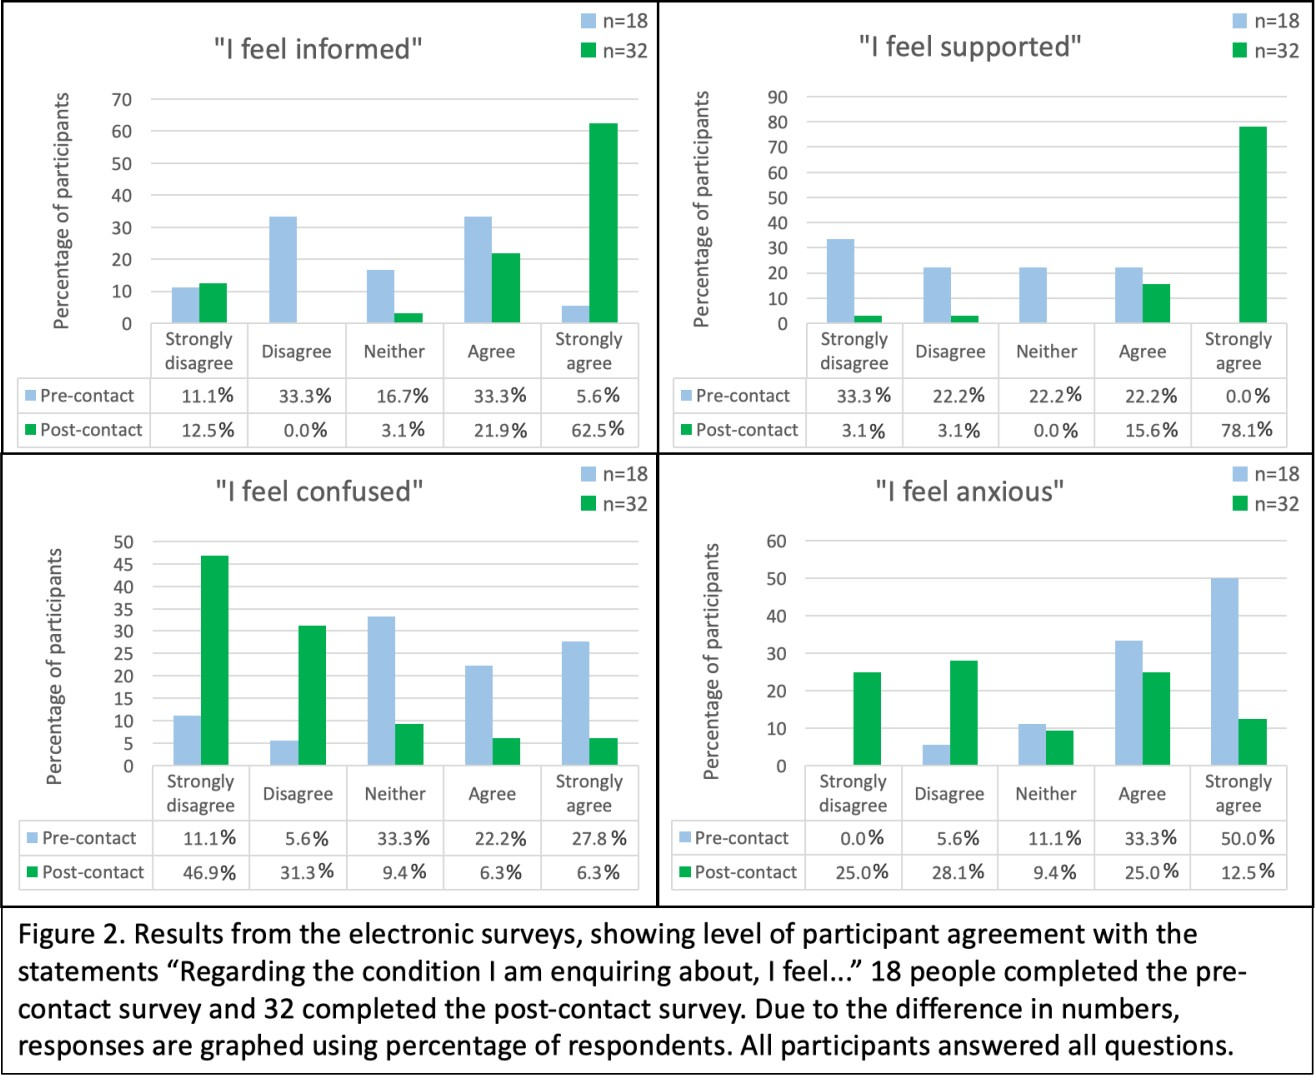 "I feel informed"
n=18
n=32
Percentage of participants
70
60
50
40
30
20
10
0
Strongly disagree Disagree Neither Agree Strongly agree
Pre-contact 11.1% 33.3% 16.7% 33.3% 5.6%
Post-contact 12.5% 0.0% 3.1% 21.9% 62.5%
"I feel supported"
n=18
n=32
Percentage of participants
90
80
70
60
50
40
30
20
10
0
Strongly disagree Disagree Neither Agree Strongly agree
Pre-contact 33.3% 22.2% 22.2% 22.2% 0.0%
Post-contact 3.1% 3.1% 0.0% 15.6% 78.1%
"I feel confused"
n=18
n=32
Percentage of participants
50
45
40
35
30
25
20
15
10
5
0
Strongly disagree Disagree Neither Agree Strongly agree
Pre-contact 11.1% 5.6% 33.3% 22.2% 27.8%
Post-contact 46.9% 31.3% 9.4% 6.3% 6.3%
"I feel anxious"
n=18
n=32
Percentage of participants
60
50
40
30
20
10
0
Strongly disagree Disagree Neither Agree Strongly agree
Pre-contact 0.0% 5.6% 11.1% 33.3% 50.0%
Post-contact 25.0% 28.1% 9.4% 25.0% 12.5%
Figure 2. Results from the electronic surveys, showing level of participant agreement with the
statements “Regarding the condition I am enquiring about, I feel...” 18 people completed the pre-
contact survey and 32 completed the post-contact survey. Due to the difference in numbers,
responses are graphed using percentage of respondents. All participants answered all questions.